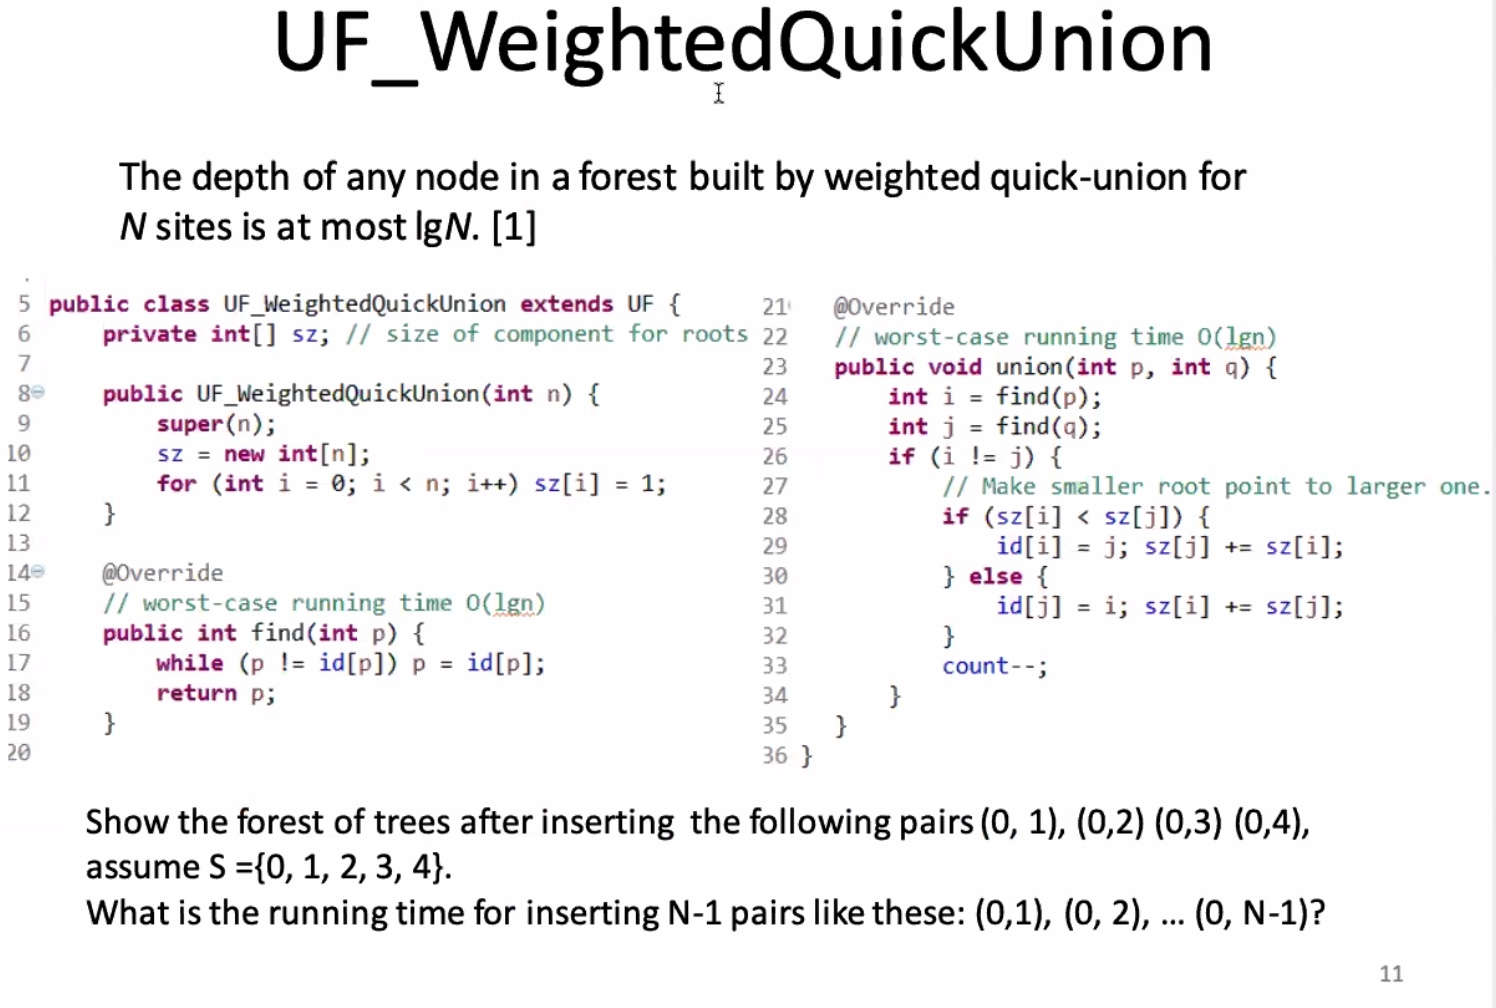 UF_WeightedQuickUnion
The depth of any node in a forest built by weighted quick-union for
N sites is at most lgN. [1]
5 public class UF_WeightedQuickUnion extends UF {
6 private int[] sz; // size of component for roots
7
8 public UF_WeightedQuickUnion(int n) {
9 super(n);
10 sz = new int[n];
11 for (int i = 0; i < n; i++) sz[i] = 1;
12 }
13
14 @Override
15 // worst-case running time O(lgn)
16 public int find(int p) {
17 while (p != id[p]) p = id[p];
18 return p;
19 }
20
21 @Override
22 // worst-case running time O(lgn)
23 public void union(int p, int q) {
24 int i = find(p);
25 int j = find(q);
26 if (i != j) {
27 // Make smaller root point to larger one.
28 if (sz[i] < sz[j]) {
29 id[i] = j; sz[j] += sz[i];
30 } else {
31 id[j] = i; sz[i] += sz[j];
32 }
33 count--;
34 }
35 }
36 }
Show the forest of trees after inserting the following pairs (0, 1), (0,2) (0,3) (0,4),
assume S ={0, 1, 2, 3, 4}.
What is the running time for inserting N-1 pairs like these: (0,1), (0, 2), ... (0, N-1)?
11